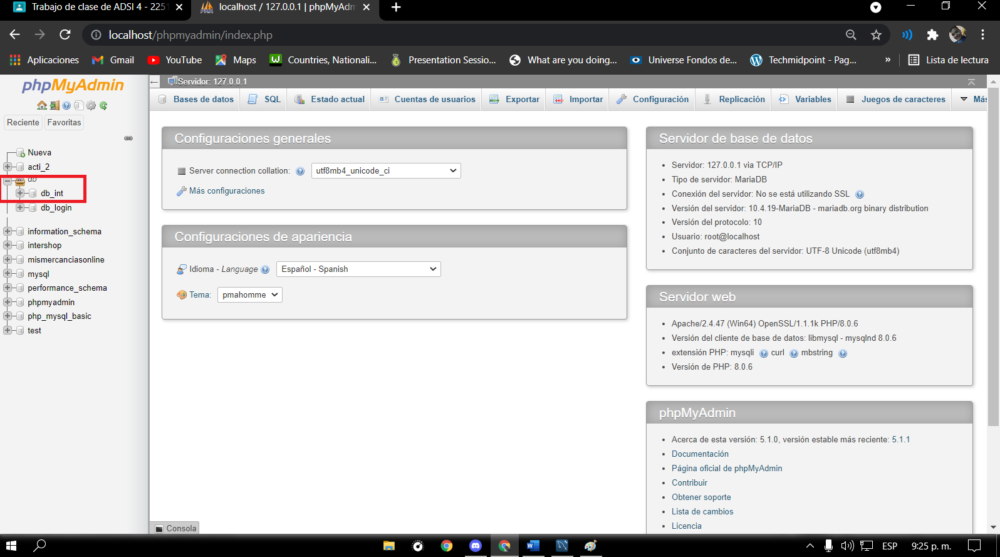 Trabajo de clase de ADSI 4 - 2251
localhost / 127.0.0.1 | phpMyAdm
localhost/phpmyadmin/index.php
Aplicaciones
Gmail
YouTube
Maps
Countries, Nationali...
Presentation Sessio...
What are you doing...
Universe Fondos de...
Techmidpoint - Pag...
»
Lista de lectura
phpMyAdmin
Reciente
Favoritas
Nueva
acti_2
db
db_int
db_login
information_schema
intershop
mismercanciasonline
mysql
performance_schema
phpmyadmin
php_mysql_basic
test
Servidor: 127.0.0.1
Bases de datos
SQL
Estado actual
Cuentas de usuarios
Exportar
Importar
Configuración
Replicación
Variables
Juegos de caracteres
Más
Configuraciones generales
Server connection collation:
utf8mb4_unicode_ci
Más configuraciones
Configuraciones de apariencia
Idioma - Language
Español - Spanish
Tema:
pmahomme
Servidor de base de datos
• Servidor: 127.0.0.1 via TCP/IP
• Tipo de servidor: MariaDB
• Conexión del servidor: No se está utilizando SSL
• Versión del servidor: 10.4.19-MariaDB - mariadb.org binary distribution
• Versión del protocolo: 10
• Usuario: root@localhost
• Conjunto de caracteres del servidor: UTF-8 Unicode (utf8mb4)
Servidor web
• Apache/2.4.47 (Win64) OpenSSL/1.1.1k PHP/8.0.6
• Versión del cliente de base de datos: libmysql - mysqlnd 8.0.6
• extensión PHP: mysqli curl mbstring
• Versión de PHP: 8.0.6
phpMyAdmin
• Acerca de esta versión: 5.1.0, versión estable más reciente: 5.1.1
• Documentación
• Página oficial de phpMyAdmin
• Contribuir
• Obtener soporte
• Lista de cambios
• Licencia
Consola
ESP
9:25 p. m.